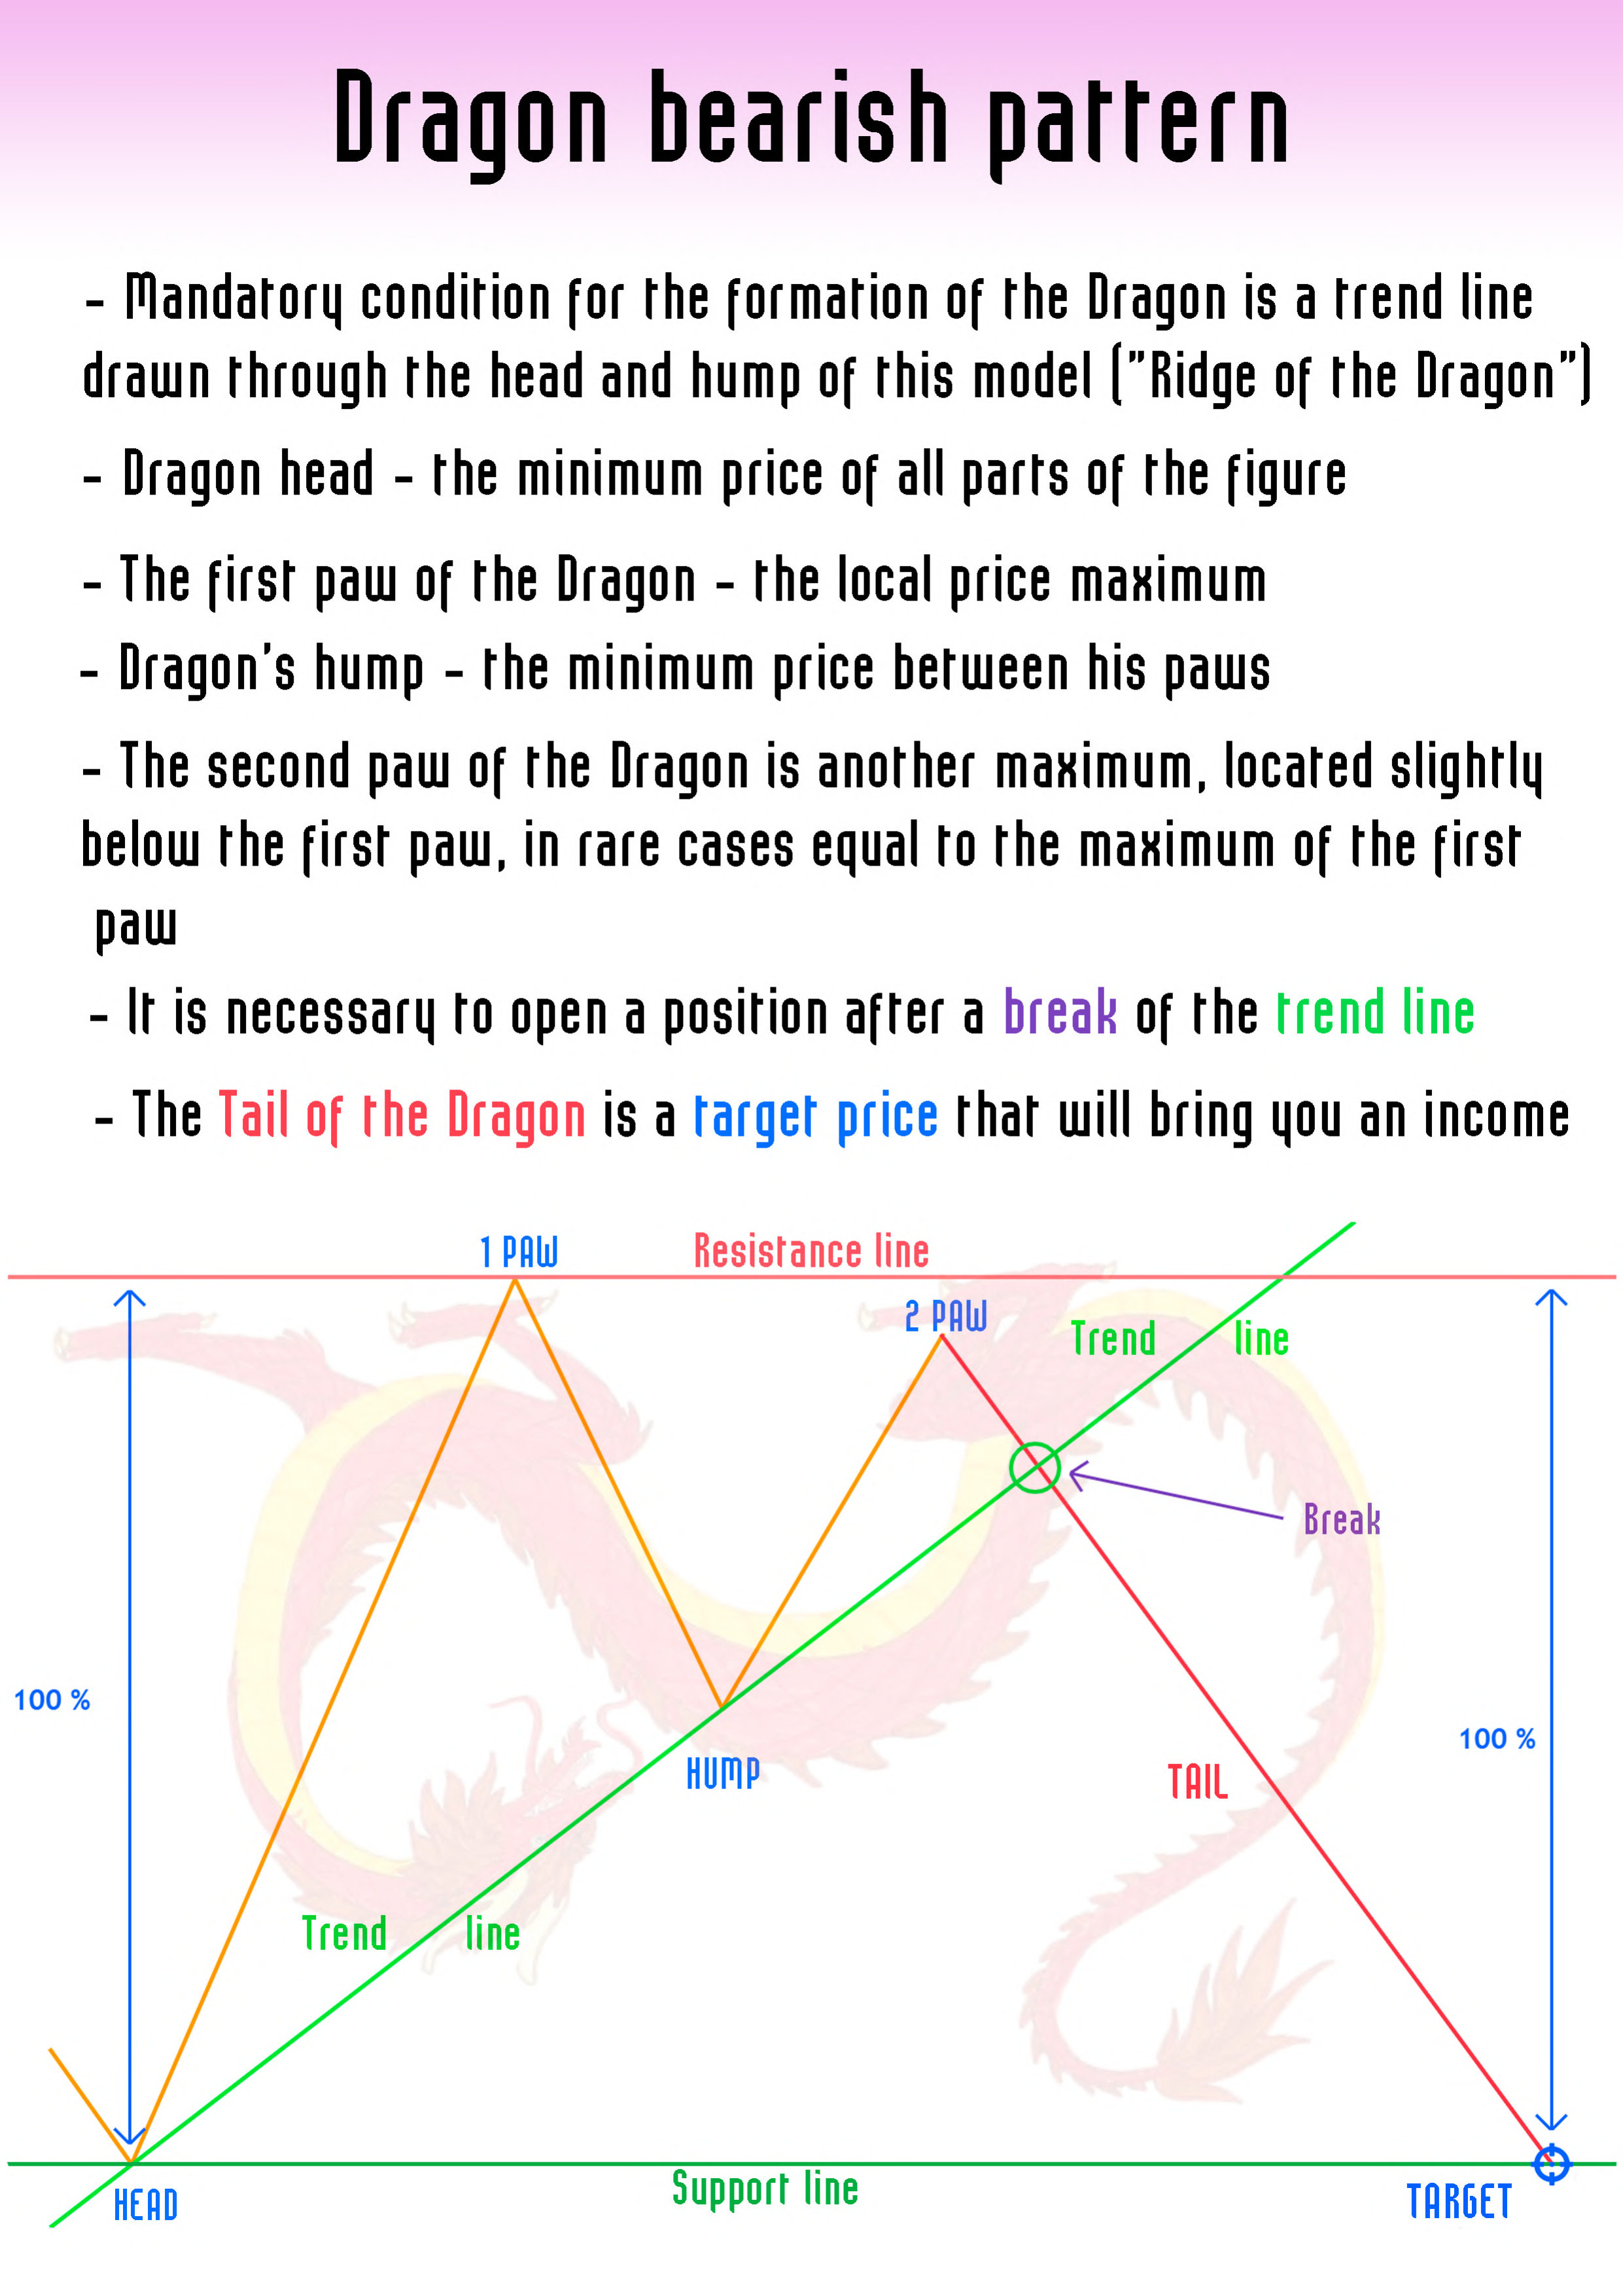 Dragon bearish pattern
- Mandatory condition for the formation of the Dragon is a trend line
drawn through the head and hump of this model ("Ridge of the Dragon")
- Dragon head - the minimum price of all parts of the figure
- The first paw of the Dragon - the local price maximum
- Dragon's hump - the minimum price between his paws
- The second paw of the Dragon is another maximum, located slightly
below the first paw, in rare cases equal to the maximum of the first
paw
- It is necessary to open a position after a break of the trend line
- The Tail of the Dragon is a target price that will bring you an income
1 PAW
Resistance line
2 PAW
Trend line
Break
100 %
100 %
HUMP
TAIL
Trend line
Support line
HEAD
TARGET